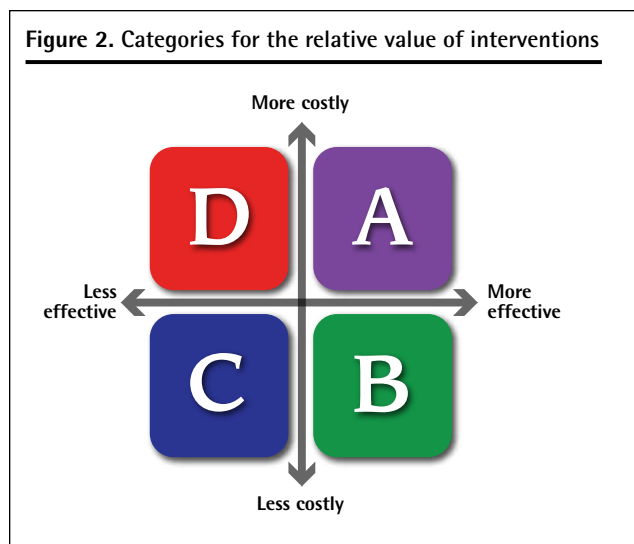 Figure 2. Categories for the relative value of interventions
More costly
D
A
Less
effective
More
effective
C
B
Less costly